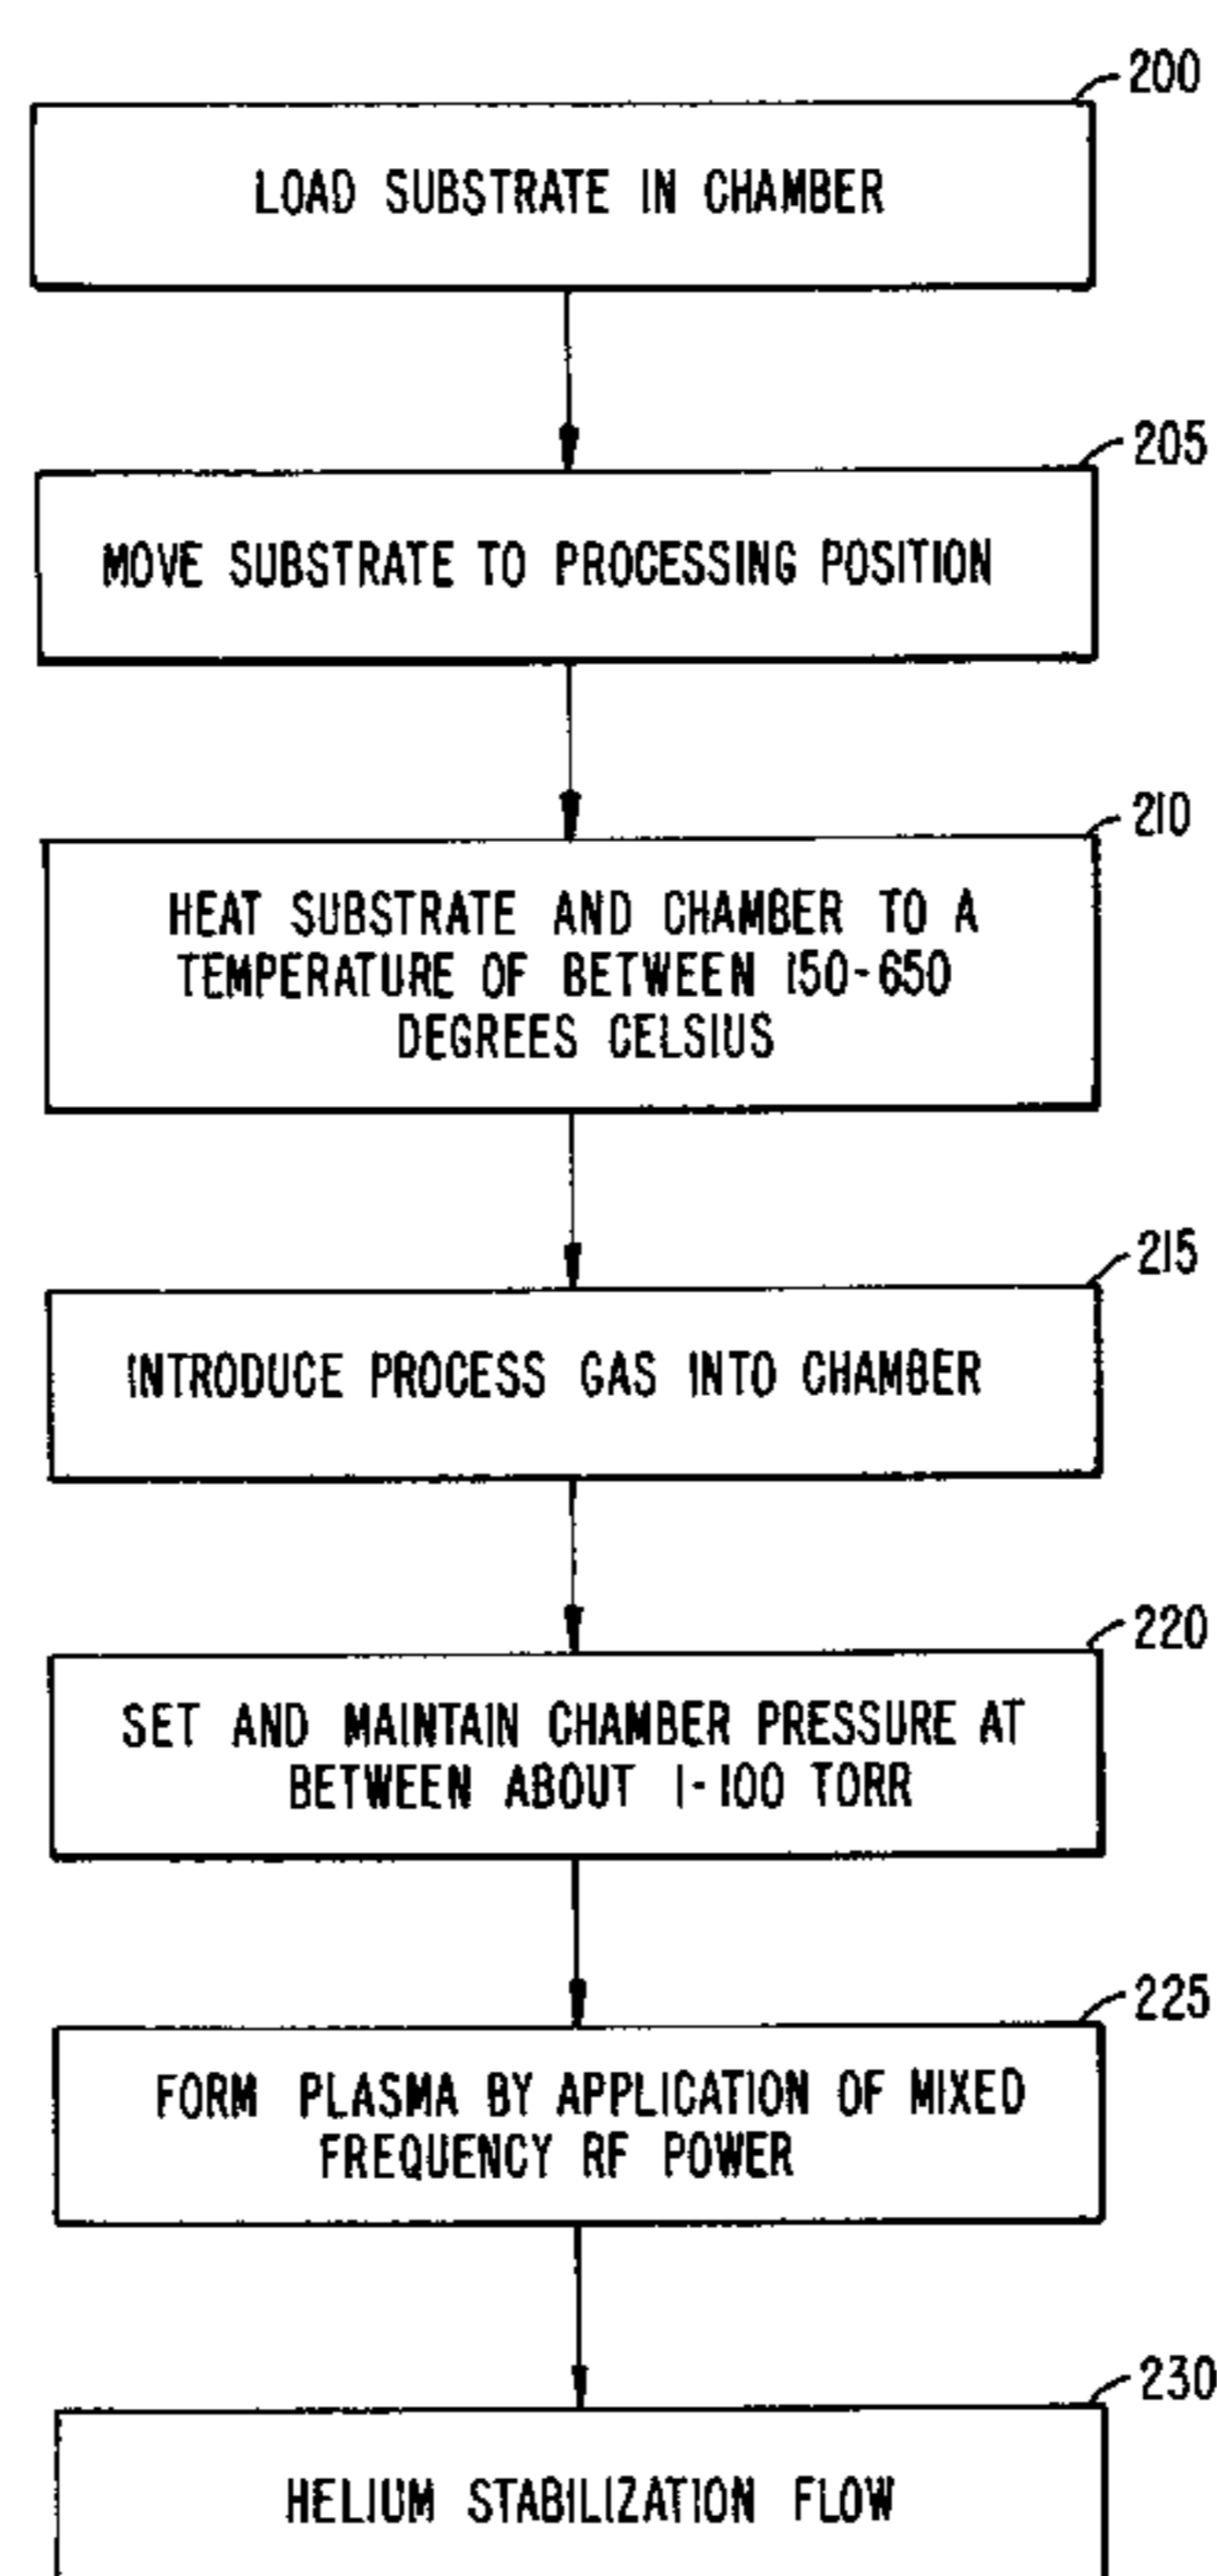 200
LOAD SUBSTRATE IN CHAMBER
205
MOVE SUBSTRATE TO PROCESSING POSITION
210
HEAT SUBSTRATE AND CHAMBER TO A
TEMPERATURE OF BETWEEN 150-650
DEGREES CELSIUS
215
INTRODUCE PROCESS GAS INTO CHAMBER
220
SET AND MAINTAIN CHAMBER PRESSURE AT
BETWEEN ABOUT 1-100 TORR
225
FORM PLASMA BY APPLICATION OF MIXED
FREQUENCY RF POWER
230
HELIUM STABILIZATION FLOW